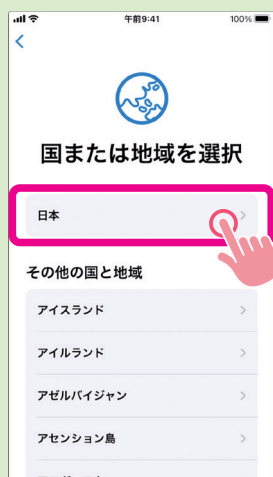 午前9:41
100%
国または地域を選択
日本
その他の国と地域
アイスランド
アイルランド
アゼルバイジャン
アセンション島